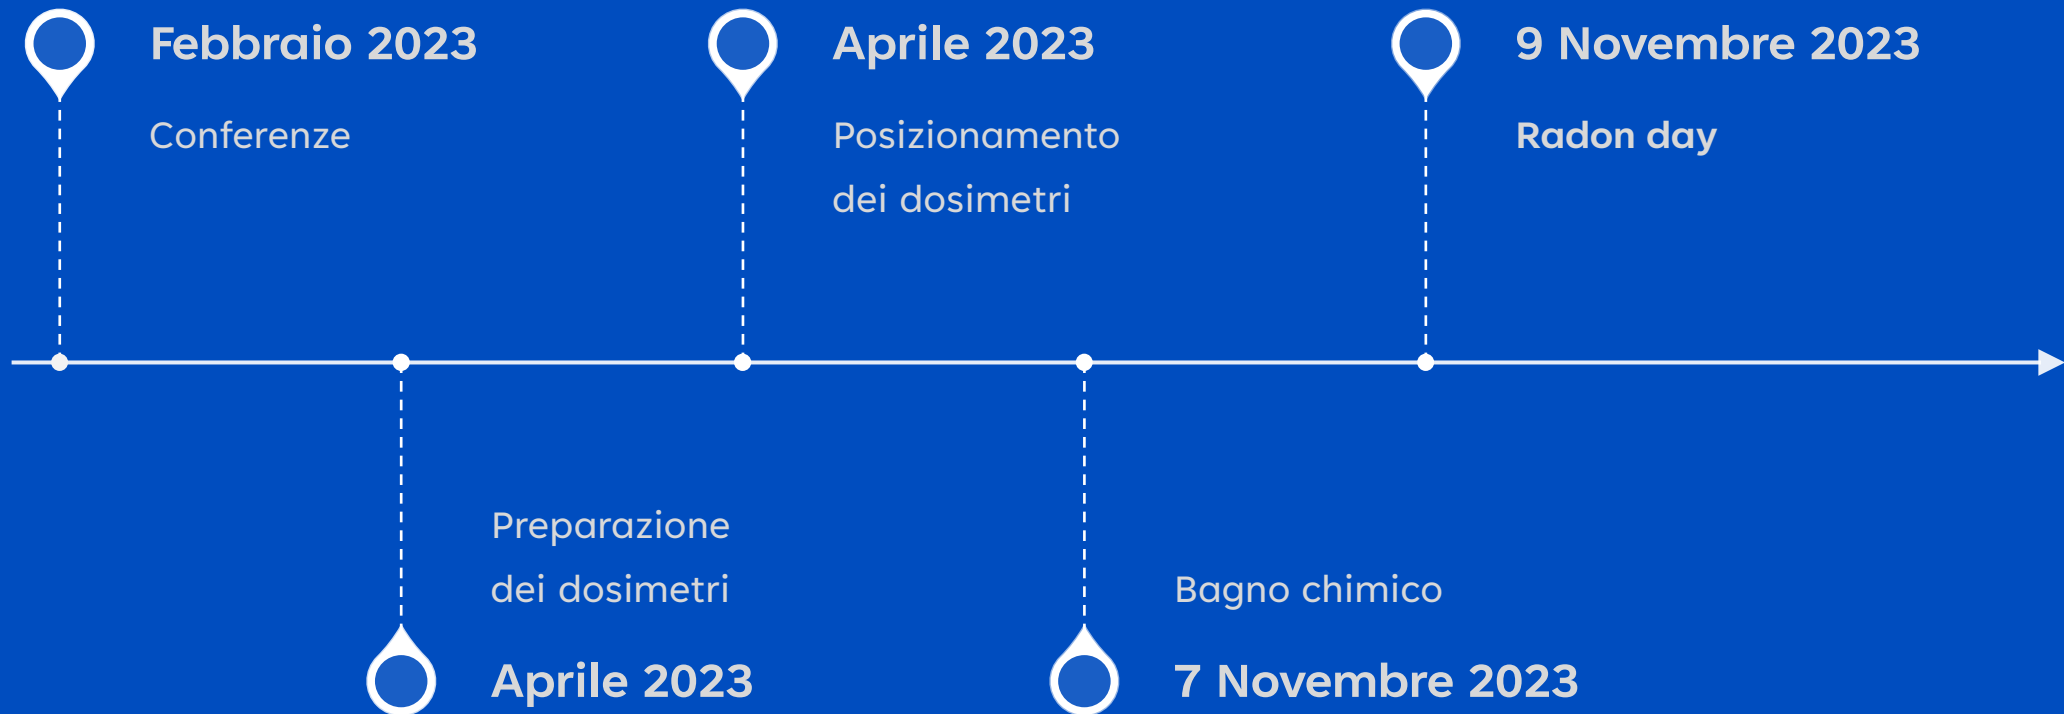 Febbraio 2023
Conferenze
Preparazione
dei dosimetri
Aprile 2023
Aprile 2023
Posizionamento
dei dosimetri
Bagno chimico
7 Novembre 2023
9 Novembre 2023
Radon day